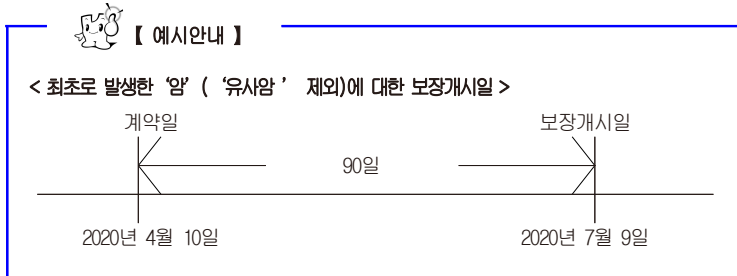 【 예시안내 】
< 최초로 발생한 ‘암’ ( ‘유사암 ’ 제외)에 대한 보장개시일 >
계약일 보장개시일
90일
2020년 4월 10일 2020년 7월 9일